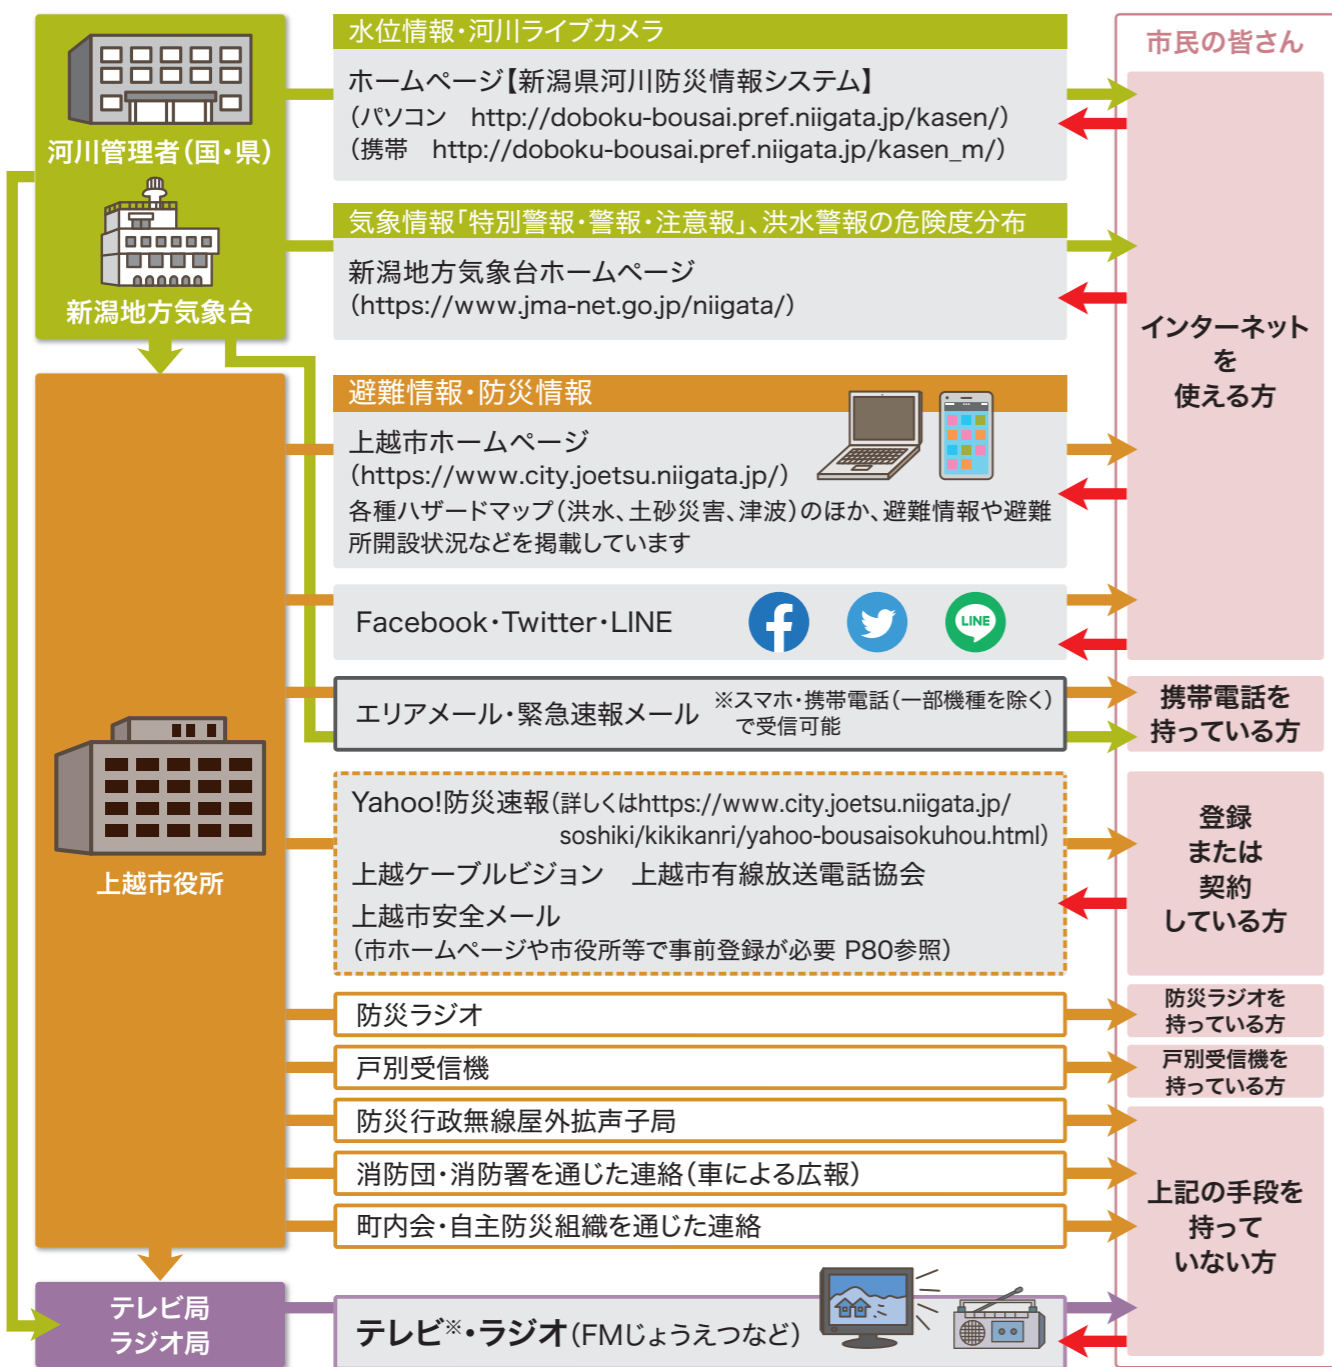 河川管理者(国・県)
新潟地方気象台
上越市役所
テレビ局
ラジオ局
水位情報・河川ライブカメラ
ホームページ【新潟県河川防災情報システム】
(パソコン　http://doboku-bousai.pref.niigata.jp/kasen/)
(携帯　http://doboku-bousai.pref.niigata.jp/kasen_m/)
気象情報「特別警報・警報・注意報」、洪水警報の危険度分布
新潟地方気象台ホームページ
(https://www.jma-net.go.jp/niigata/)
避難情報・防災情報
上越市ホームページ
(https://www.city.joetsu.niigata.jp/)
各種ハザードマップ(洪水、土砂災害、津波)のほか、避難情報や避難
所開設状況などを掲載しています
Facebook・Twitter・LINE
LINE
エリアメール・緊急速報メール
※スマホ・携帯電話(一部機種を除く)
で受信可能
Yahoo!防災速報(詳しくはhttps://www.city.joetsu.niigata.jp/
soshiki/kikikanri/yahoo-bousaisokuhou.html)
上越ケーブルビジョン　上越市有線放送電話協会
上越市安全メール
(市ホームページや市役所等で事前登録が必要 P80参照)
防災ラジオ
戸別受信機
防災行政無線屋外拡声子局
消防団・消防署を通じた連絡(車による広報)
町内会・自主防災組織を通じた連絡
テレビ※・ラジオ(FMじょうえつなど)
市民の皆さん
インターネット
を
使える方
携帯電話を
持っている方
登録
または
契約
している方
防災ラジオを
持っている方
戸別受信機を
持っている方
上記の手段を
持って
いない方